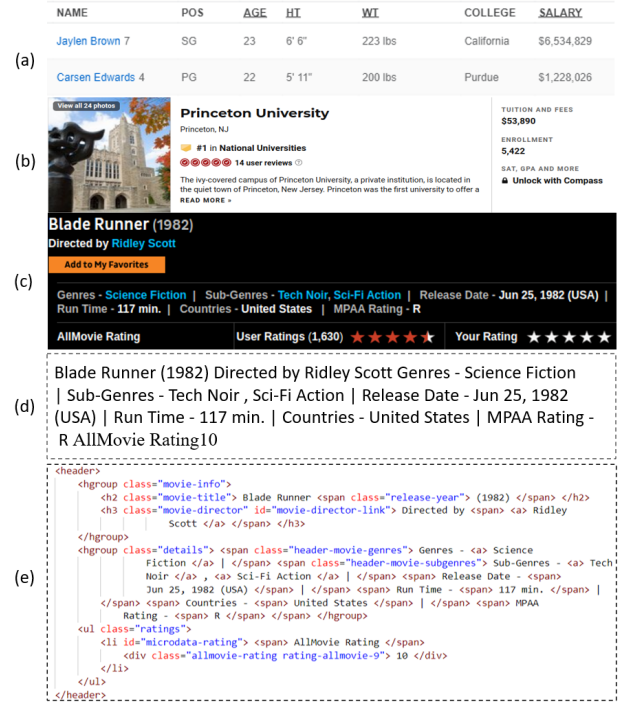 NAME POS AGE HT WT COLLEGE SALARY
(a)
Jaylen Brown 7 SG 23 6' 6" 223 lbs California $6,534,829
Carsen Edwards 4 PG 22 5' 11" 200 lbs Purdue $1,228,026
(b)
View all 24 photos
Princeton University
Princeton, NJ
#1 in National Universities
14 user reviews
The ivy-covered campus of Princeton University, a private institution, is located in
the quiet town of Princeton, New Jersey. Princeton was the first university to offer a
READ MORE »
TUITION AND FEES
$53,890
ENROLLMENT
5,422
SAT, GPA AND MORE
Unlock with Compass
(c)
Blade Runner (1982)
Directed by Ridley Scott
Add to My Favorites
Genres - Science Fiction | Sub-Genres - Tech Noir, Sci-Fi Action | Release Date - Jun 25, 1982 (USA) |
Run Time - 117 min. | Countries - United States | MPAA Rating - R
AllMovie Rating User Ratings (1,630) Your Rating
(d)
Blade Runner (1982) Directed by Ridley Scott Genres - Science Fiction
| Sub-Genres - Tech Noir , Sci-Fi Action | Release Date - Jun 25, 1982
(USA) | Run Time - 117 min. | Countries - United States | MPAA Rating -
R AllMovie Rating10
(e)
<header>
<hgroup class="movie-info">
<h2 class="movie-title"> Blade Runner <span class="release-year"> (1982) </span> </h2>
<h3 class="movie-director" id="movie-director-link"> Directed by <span> <a> Ridley
Scott </a> </span> </h3>
</hgroup>
<hgroup class="details"> <span class="header-movie-genres"> Genres - <a> Science
Fiction </a> | </span> <span class="header-movie-subgenres"> Sub-Genres - <a> Tech
Noir </a> , <a> Sci-Fi Action </a> | </span> <span> Release Date - <span>
Jun 25, 1982 (USA) </span> | </span> <span> Run Time - <span> 117 min. </span> |
</span> <span> Countries - <span> United States </span> | </span> <span> MPAA
Rating - <span> R </span> </span> </hgroup>
<ul class="ratings">
<li id="microdata-rating"> <span> AllMovie Rating </span>
<div class="allmovie-rating rating-allmovie-9"> 10 </div>
</li>
</ul>
</header>